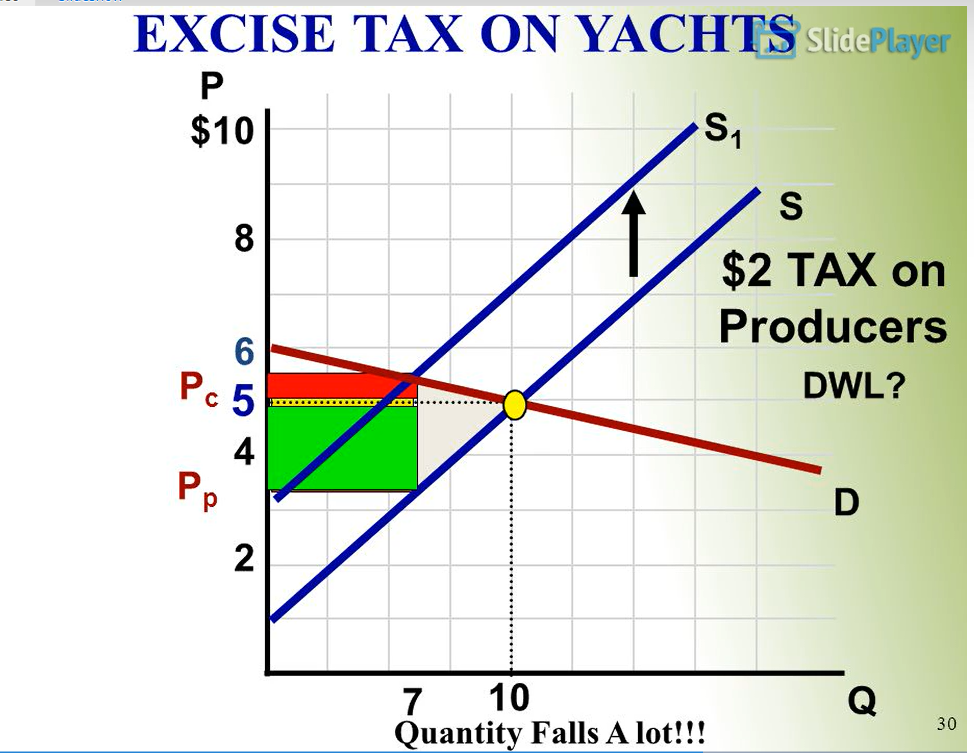 EXCISE TAX ON YACHTS
SlidePlayer
P
$10
S1
8
S
$2 TAX on
Producers
6
DWL?
Pc
5
4
Pp
D
2
7
10
Q
30
Quantity Falls A lot!!!